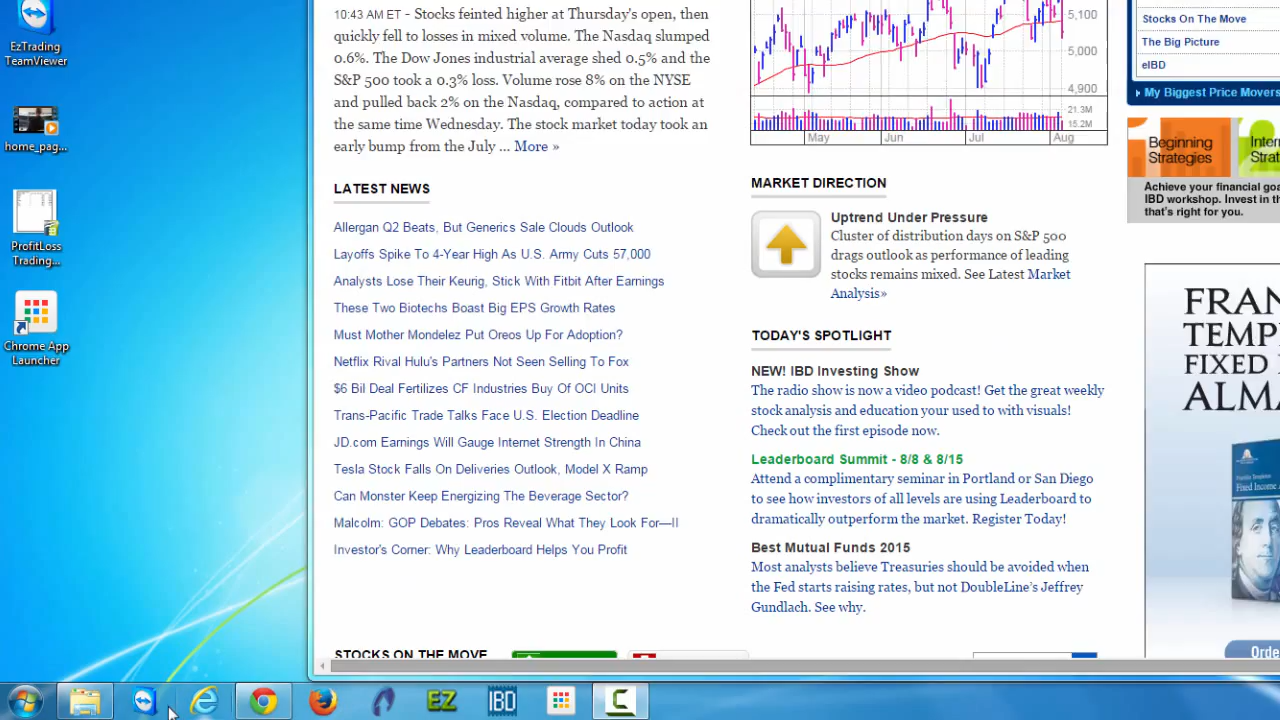 EzTrading
TeamViewer
home_pag...
ProfitLoss
Trading...
Chrome App
Launcher
10:43 AM ET - Stocks feinted higher at Thursday's open, then
quickly fell to losses in mixed volume. The Nasdaq slumped
0.6%. The Dow Jones industrial average shed 0.5% and the
S&P 500 took a 0.3% loss. Volume rose 8% on the NYSE
and pulled back 2% on the Nasdaq, compared to action at
the same time Wednesday. The stock market today took an
early bump from the July ... More »
LATEST NEWS
Allergan Q2 Beats, But Generics Sale Clouds Outlook
Layoffs Spike To 4-Year High As U.S. Army Cuts 57,000
Analysts Lose Their Keurig, Stick With Fitbit After Earnings
These Two Biotechs Boast Big EPS Growth Rates
Must Mother Mondelez Put Oreos Up For Adoption?
Netflix Rival Hulu's Partners Not Seen Selling To Fox
$6 Bil Deal Fertilizes CF Industries Buy Of OCI Units
Trans-Pacific Trade Talks Face U.S. Election Deadline
JD.com Earnings Will Gauge Internet Strength In China
Tesla Stock Falls On Deliveries Outlook, Model X Ramp
Can Monster Keep Energizing The Beverage Sector?
Malcolm: GOP Debates: Pros Reveal What They Look For—II
Investor's Corner: Why Leaderboard Helps You Profit
STOCKS ON THE MOVE
5,100
5,000
4,900
21.3M
15.2M
May Jun Jul Aug
MARKET DIRECTION
Uptrend Under Pressure
Cluster of distribution days on S&P 500
drags outlook as performance of leading
stocks remains mixed. See Latest Market
Analysis»
TODAY'S SPOTLIGHT
NEW! IBD Investing Show
The radio show is now a video podcast! Get the great weekly
stock analysis and education your used to with visuals!
Check out the first episode now.
Leaderboard Summit - 8/8 & 8/15
Attend a complimentary seminar in Portland or San Diego
to see how investors of all levels are using Leaderboard to
dramatically outperform the market. Register Today!
Best Mutual Funds 2015
Most analysts believe Treasuries should be avoided when
the Fed starts raising rates, but not DoubleLine's Jeffrey
Gundlach. See why.
Stocks On The Move
The Big Picture
eIBD
My Biggest Price Movers
1
Beginning
Strategies
2
Inter
Strat
Achieve your financial goa
IBD workshop. Invest in th
that's right for you.
FRAN
TEMP
FIXED I
ALMA
Franklin Templeton
Fixed Income A
Orde
EZ
IBD